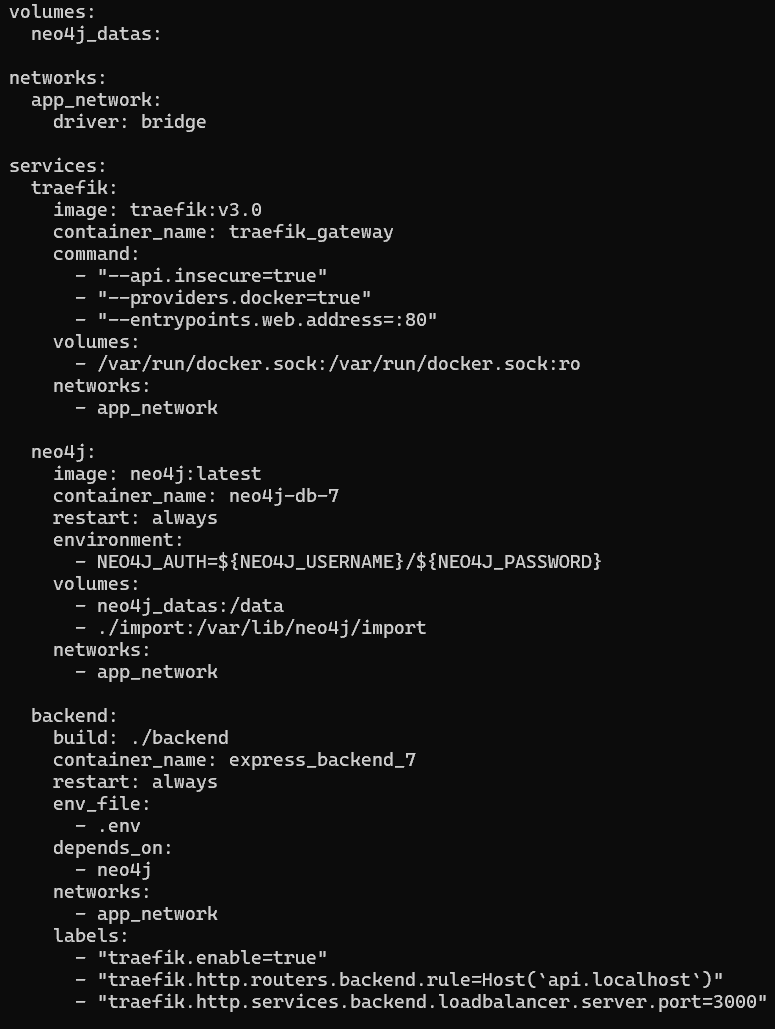 volumes:
  neo4j_datas:

networks:
  app_network:
    driver: bridge

services:
  traefik:
    image: traefik:v3.0
    container_name: traefik_gateway
    command:
      - "--api.insecure=true"
      - "--providers.docker=true"
      - "--entrypoints.web.address=:80"
    volumes:
      - /var/run/docker.sock:/var/run/docker.sock:ro
    networks:
      - app_network

  neo4j:
    image: neo4j:latest
    container_name: neo4j-db-7
    restart: always
    environment:
      - NEO4J_AUTH=${NEO4J_USERNAME}/${NEO4J_PASSWORD}
    volumes:
      - neo4j_datas:/data
      - ./import:/var/lib/neo4j/import
    networks:
      - app_network

  backend:
    build: ./backend
    container_name: express_backend_7
    restart: always
    env_file:
      - .env
    depends_on:
      - neo4j
    networks:
      - app_network
    labels:
      - "traefik.enable=true"
      - "traefik.http.routers.backend.rule=Host(`api.localhost`)"
      - "traefik.http.services.backend.loadbalancer.server.port=3000"